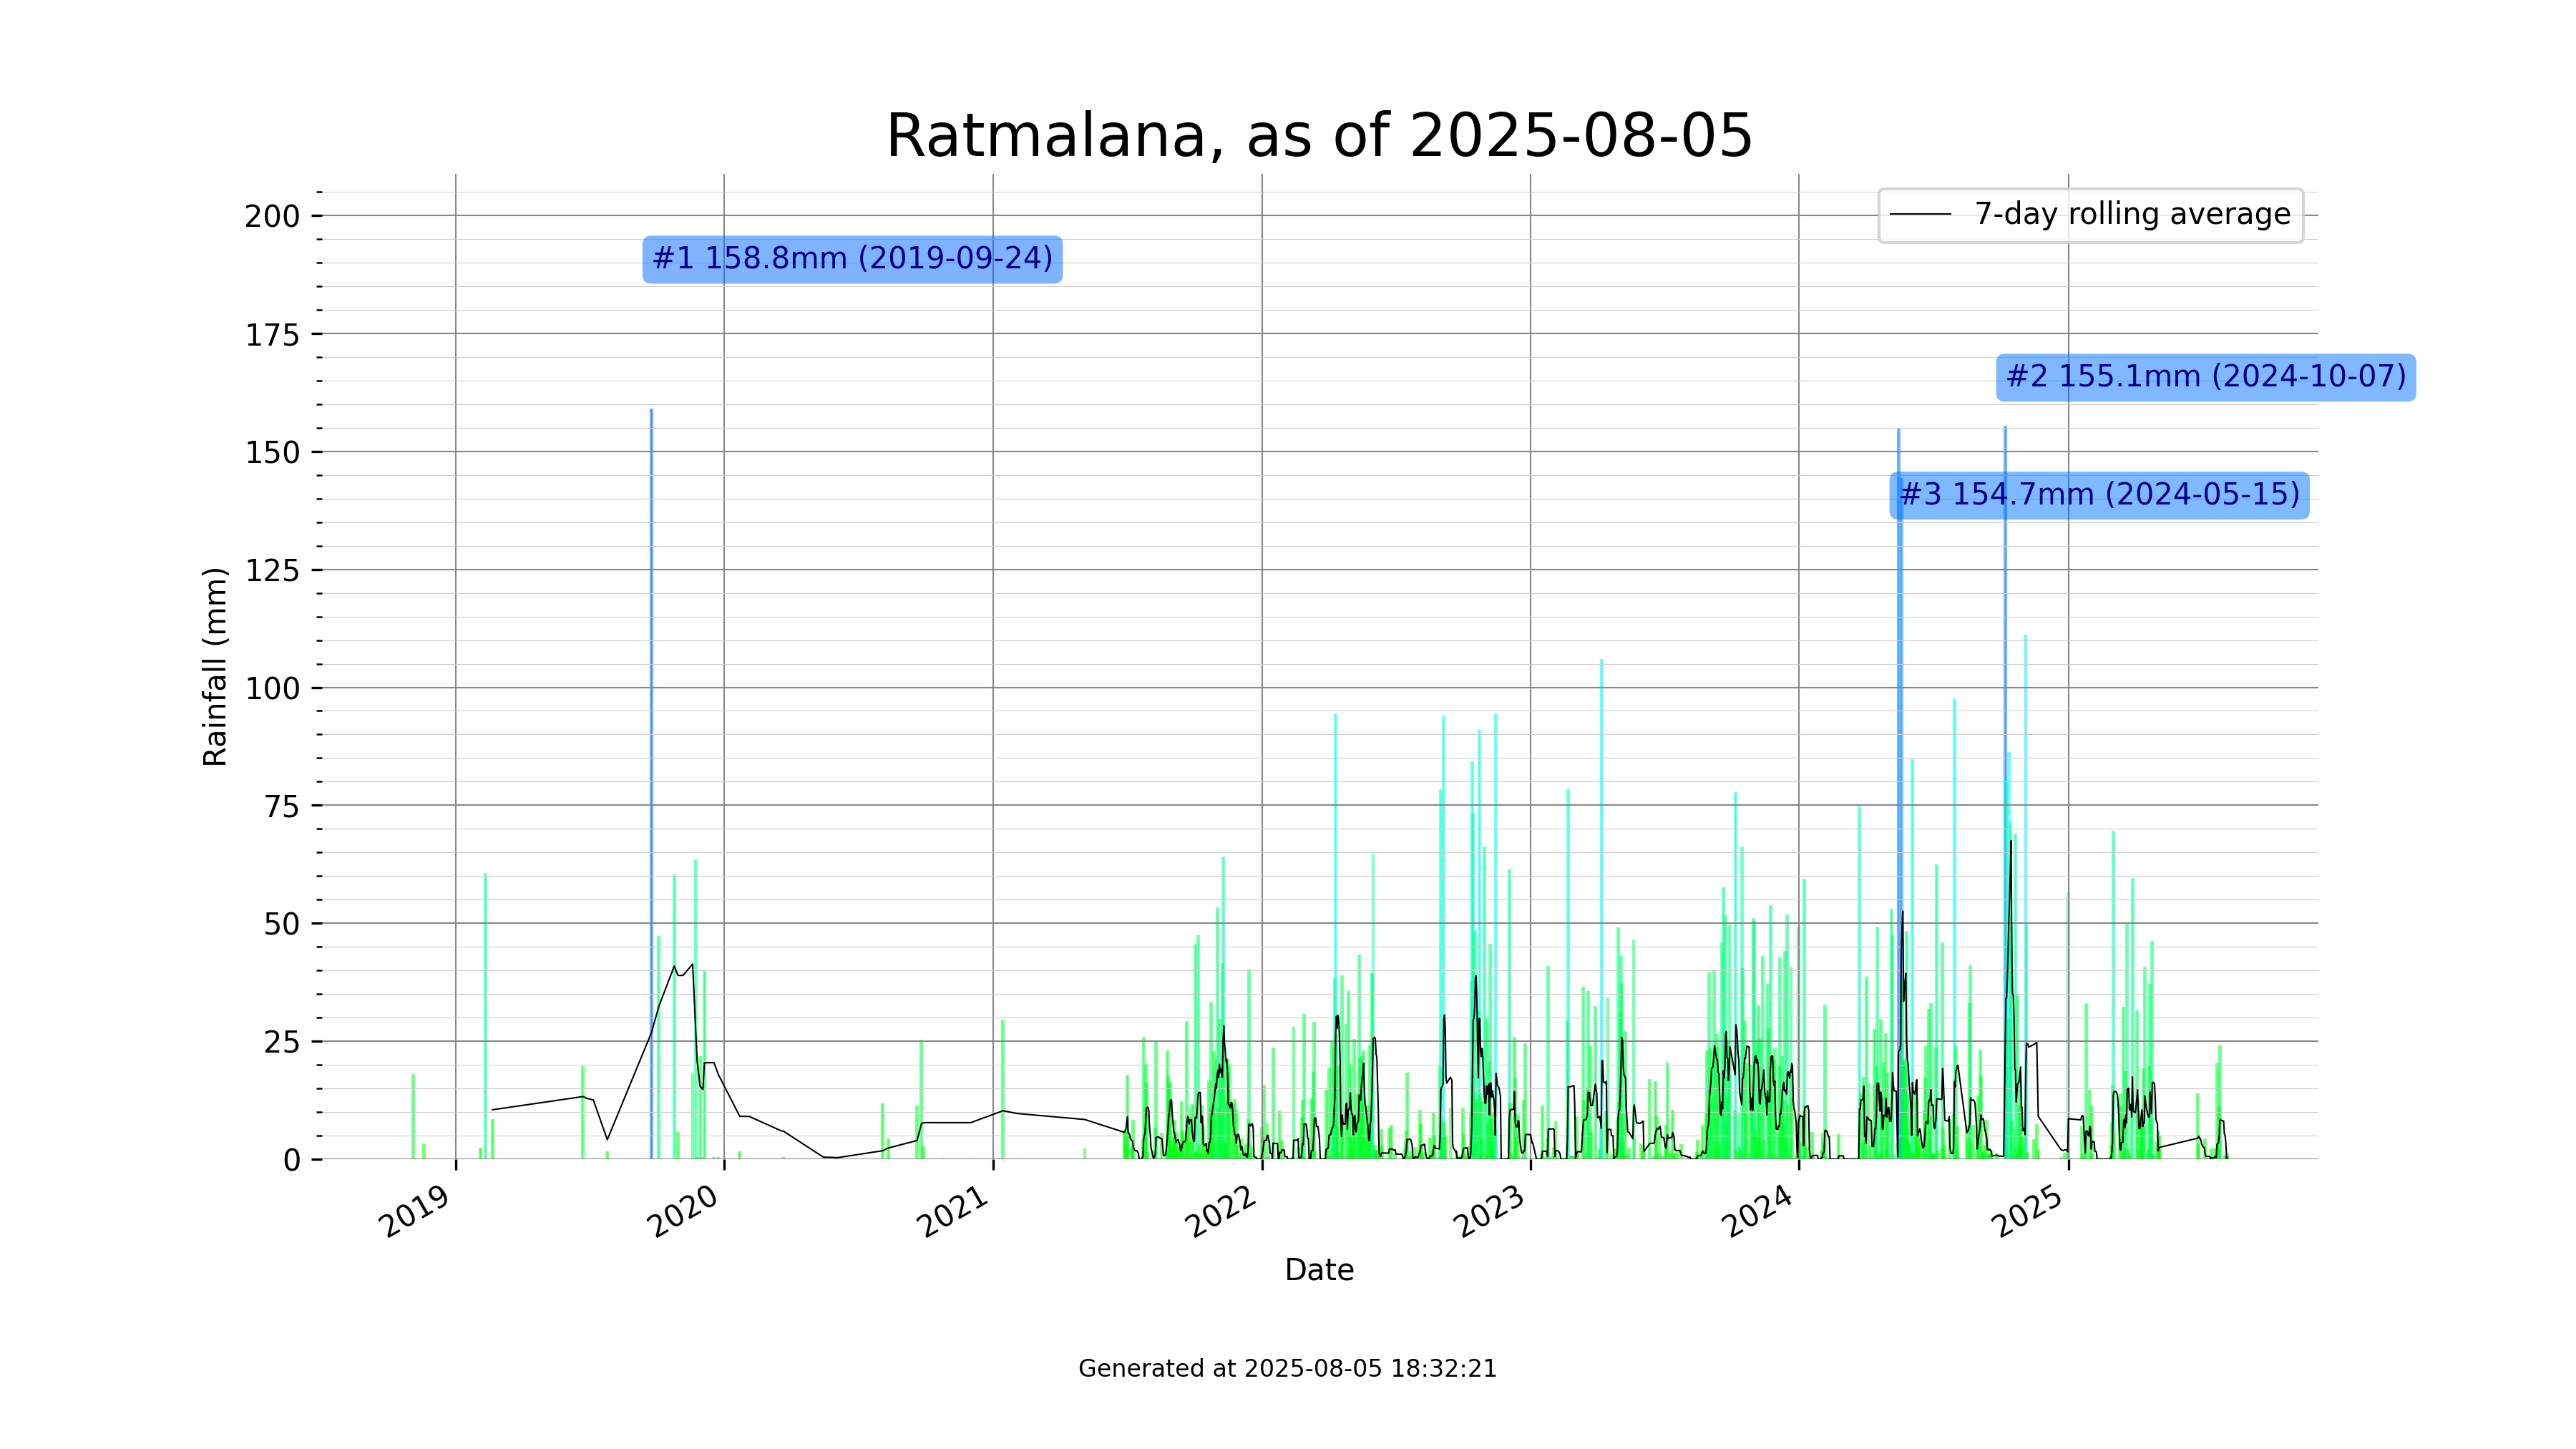 Ratmalana, as of 2025-08-05
7-day rolling average
#1 158.8mm (2019-09-24)
#2 155.1mm (2024-10-07)
#3 154.7mm (2024-05-15)
Rainfall (mm)
200
175
150
125
100
75
50
25
0
2019
2020
2021
2022
2023
2024
2025
Date
Generated at 2025-08-05 18:32:21